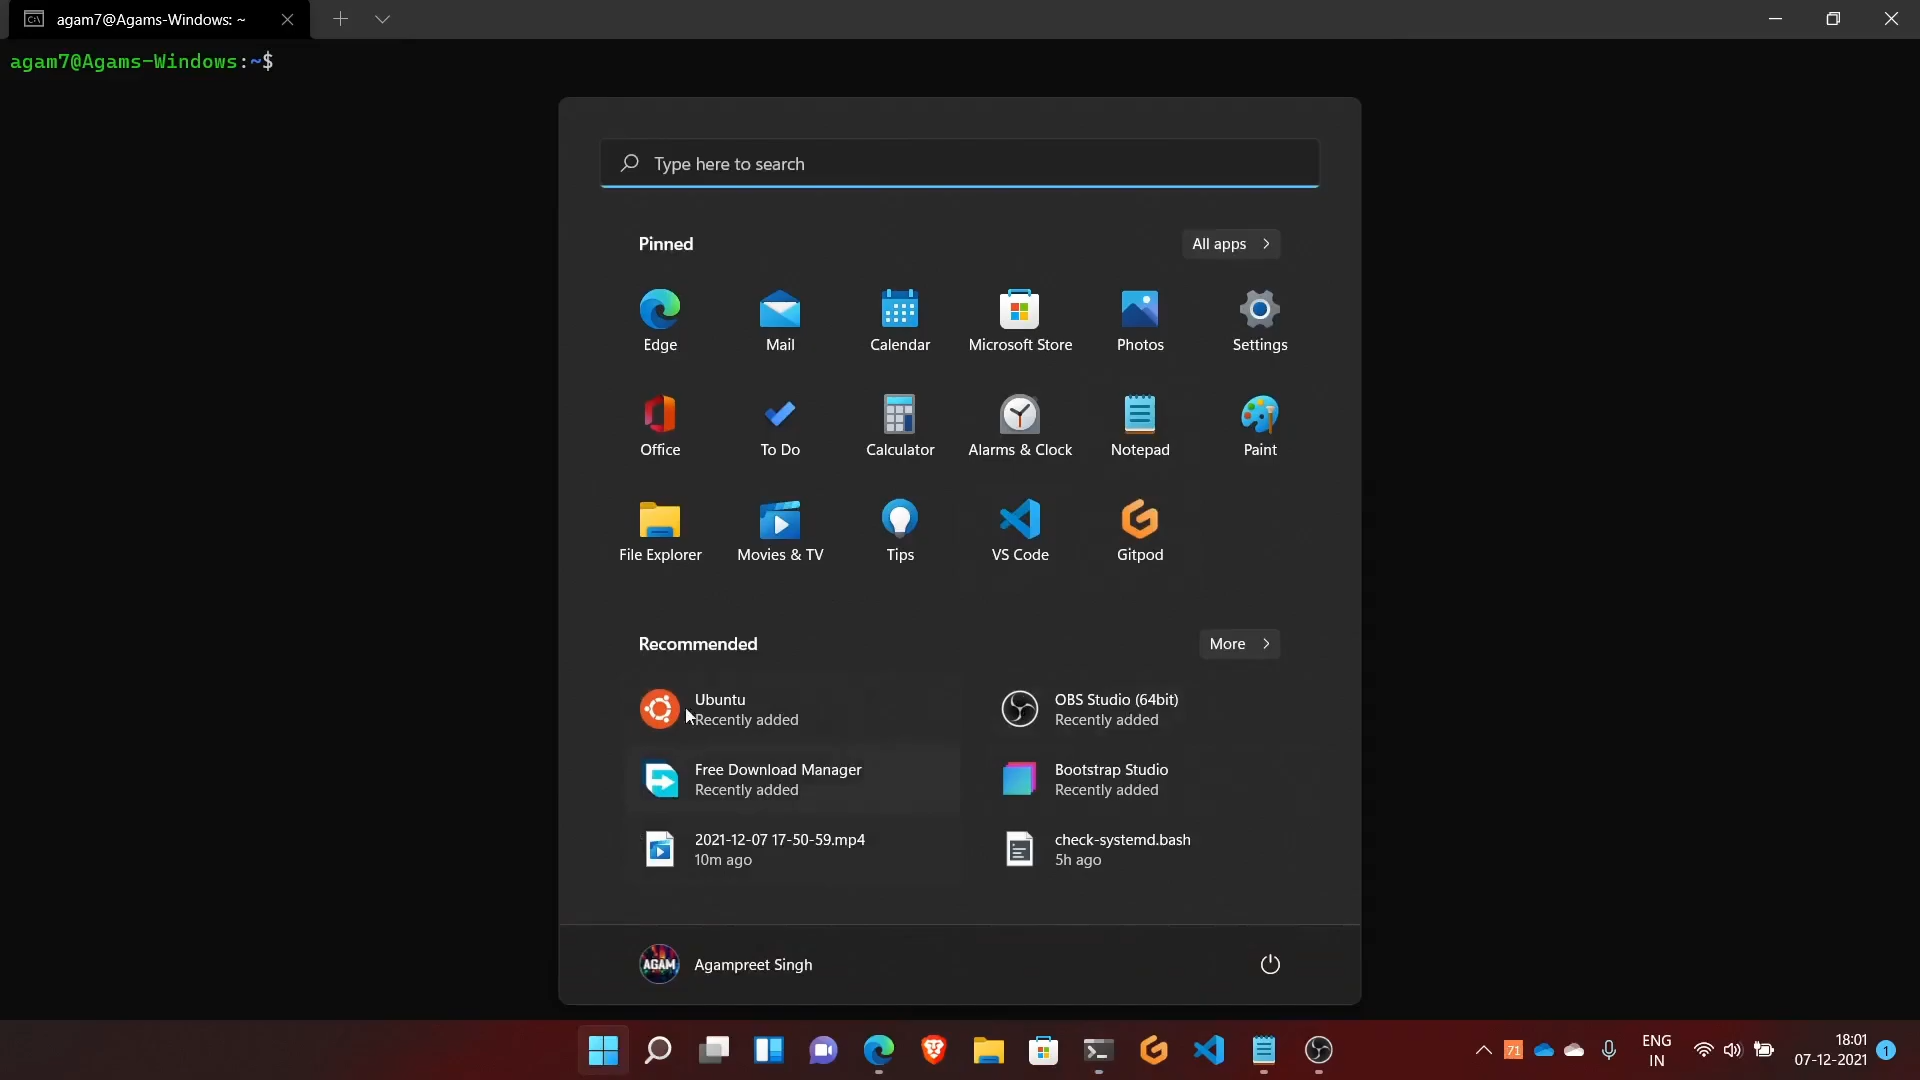 agam7@Agams-Windows: ~
agam7@Agams-Windows:~$
Type here to search
Pinned
All apps
Edge
Mail
Calendar
Microsoft Store
Photos
Settings
Office
To Do
Calculator
Alarms & Clock
Notepad
Paint
File Explorer
Movies & TV
Tips
VS Code
Gitpod
Recommended
More
Ubuntu
Recently added
OBS Studio (64bit)
Recently added
Free Download Manager
Recently added
Bootstrap Studio
Recently added
2021-12-07 17-50-59.mp4
10m ago
check-systemd.bash
5h ago
AGAM
Agampreet Singh
71
ENG
IN
18:01
07-12-2021
1